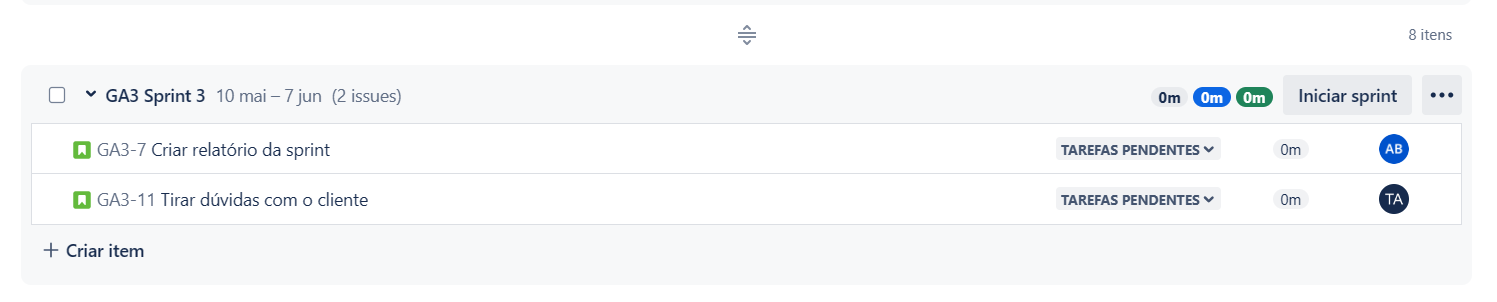 8 itens
GA3 Sprint 3 10 mai – 7 jun (2 issues) 0m 0m 0m Iniciar sprint
GA3-7 Criar relatório da sprint TAREFAS PENDENTES 0m AB
GA3-11 Tirar dúvidas com o cliente TAREFAS PENDENTES 0m TA
+ Criar item